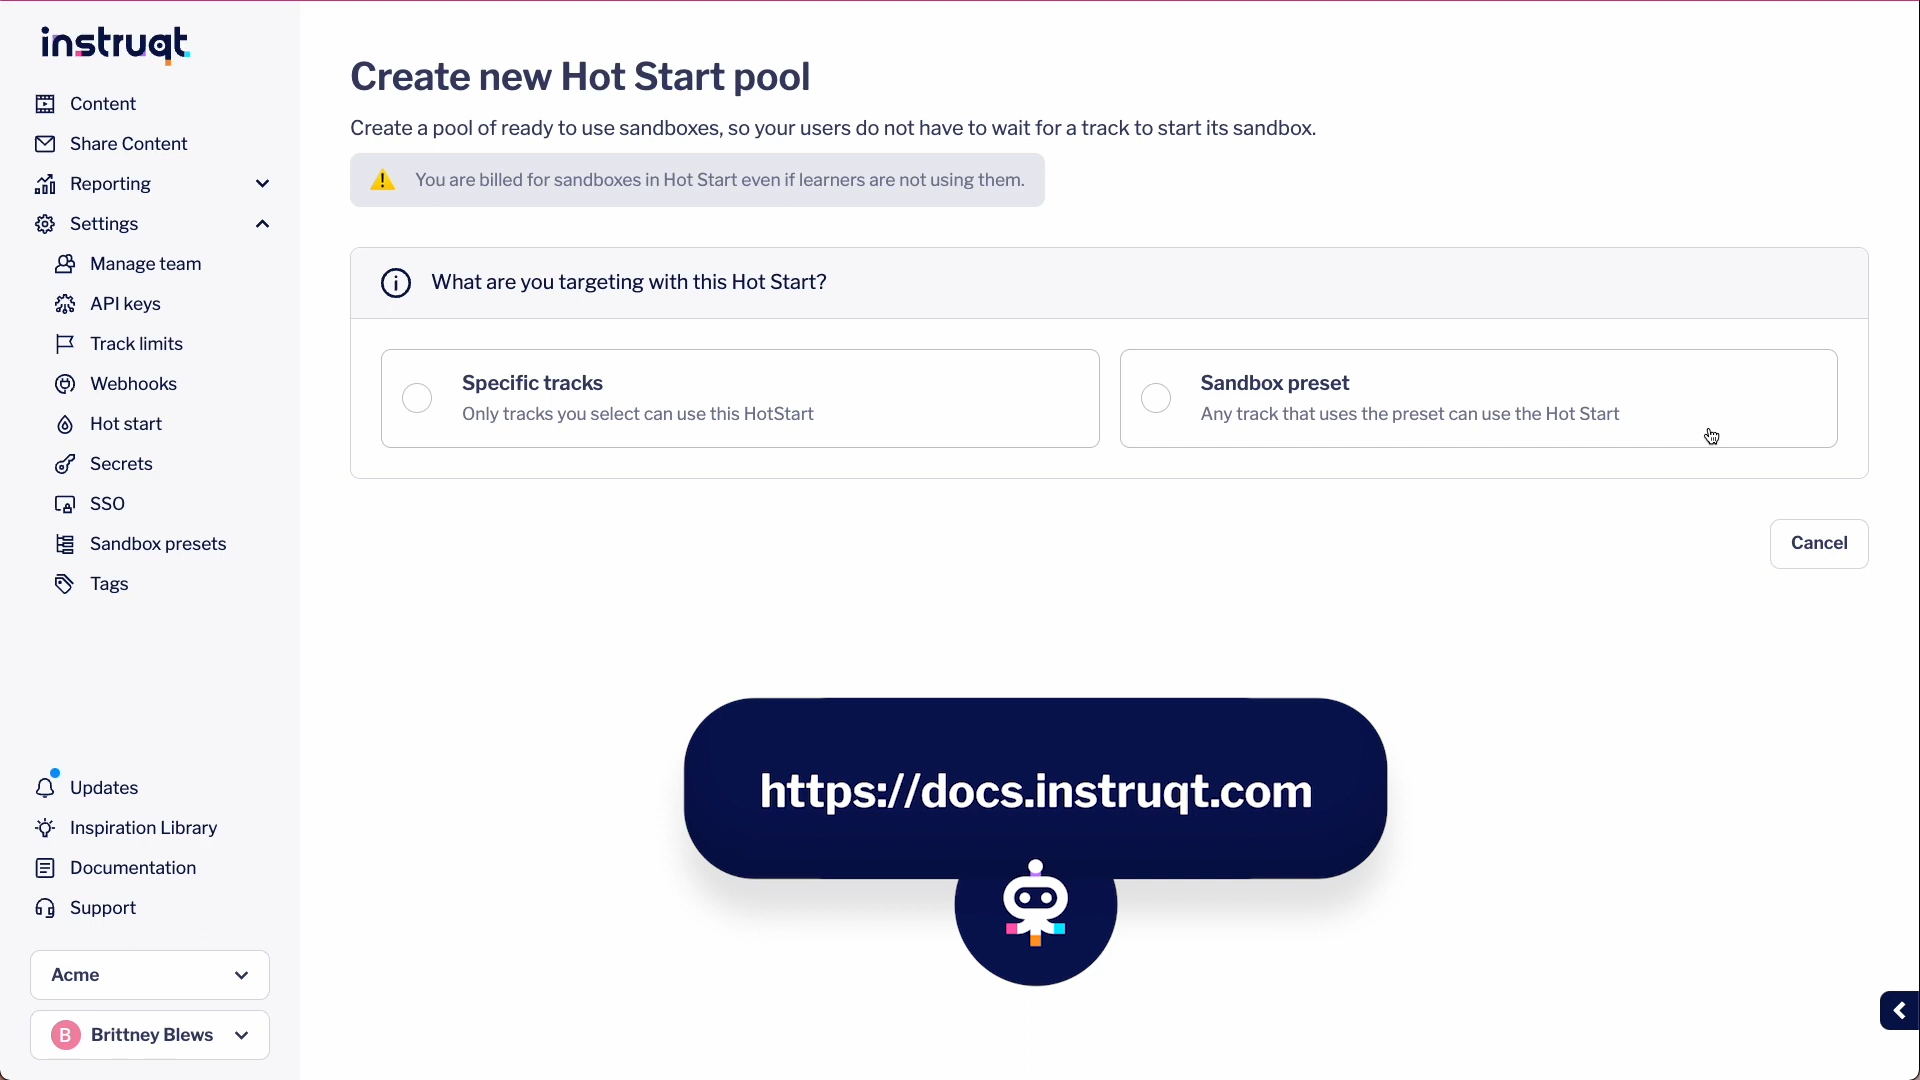 instruqt
Content
Share Content
Reporting
Settings
Manage team
API keys
Track limits
Webhooks
Hot start
Secrets
SSO
Sandbox presets
Tags
Updates
Inspiration Library
Documentation
Support
Acme
B Brittney Blews
Create new Hot Start pool
Create a pool of ready to use sandboxes, so your users do not have to wait for a track to start its sandbox.
You are billed for sandboxes in Hot Start even if learners are not using them.
What are you targeting with this Hot Start?
Specific tracks
Only tracks you select can use this HotStart
Sandbox preset
Any track that uses the preset can use the Hot Start
Cancel
https://docs.instruqt.com